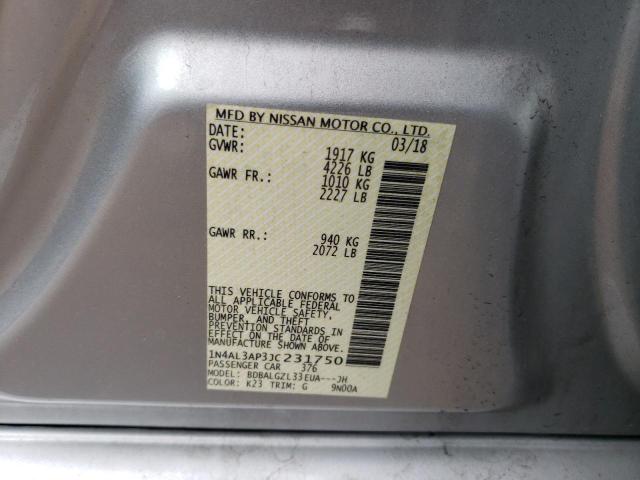 MFD BY NISSAN MOTOR CO., LTD.
DATE: 03/18
GVWR: 1917 KG
4226 LB
GAWR FR.: 1010 KG
2227 LB
GAWR RR.: 940 KG
2072 LB
THIS VEHICLE CONFORMS TO
ALL APPLICABLE FEDERAL
MOTOR VEHICLE SAFETY,
BUMPER, AND THEFT
PREVENTION STANDARDS IN
EFFECT ON THE DATE OF
MANUFACTURE SHOWN ABOVE.
1N4AL3AP3JC231750
PASSENGER CAR 376
MODEL: BDBALGZL33EUA---JH
COLOR: K23 TRIM: G 9N00A